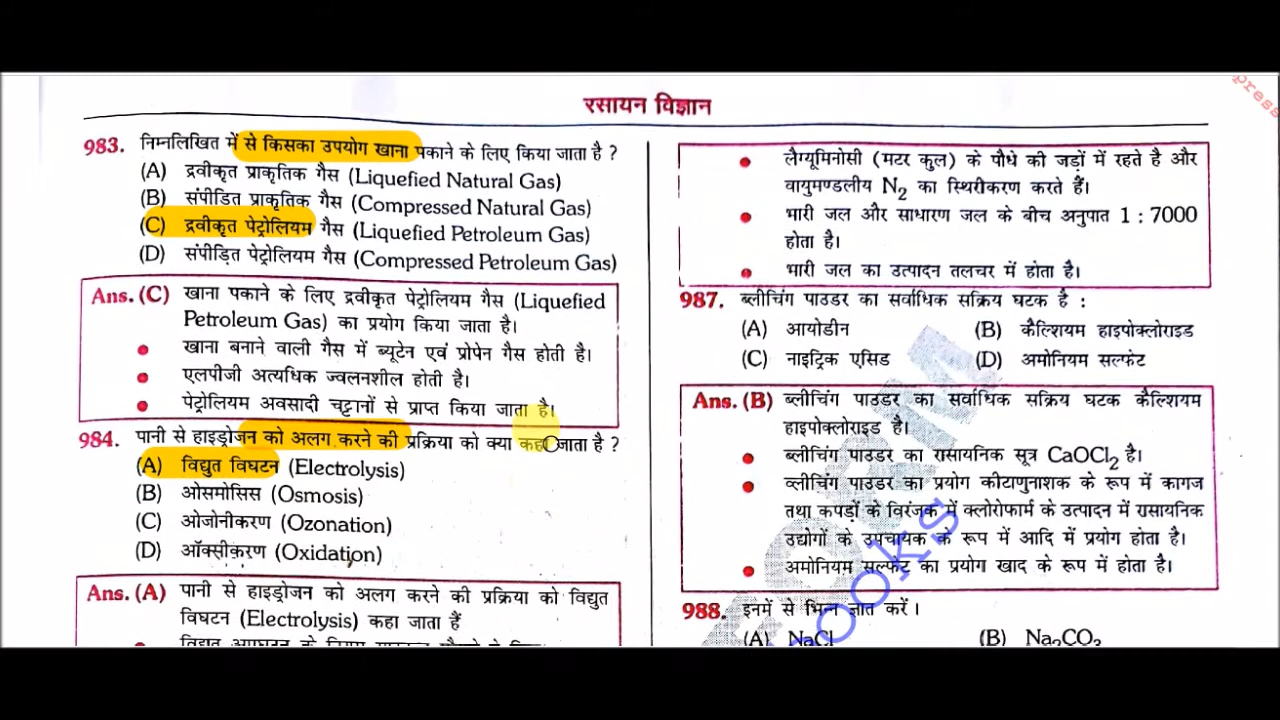 press
रसायन विज्ञान
983. निम्नलिखित में से किसका उपयोग खाना पकाने के लिए किया जाता है ?
(A) द्रवीकृत प्राकृतिक गैस (Liquefied Natural Gas)
(B) संपीडित प्राकृतिक गैस (Compressed Natural Gas)
(C) द्रवीकृत पेट्रोलियम गैस (Liquefied Petroleum Gas)
(D) संपीड़ित पेट्रोलियम गैस (Compressed Petroleum Gas)
Ans. (C) खाना पकाने के लिए द्रवीकृत पेट्रोलियम गैस (Liquefied
Petroleum Gas) का प्रयोग किया जाता है।
• खाना बनाने वाली गैस में ब्यूटेन एवं प्रोपेन गैस होती है।
• एलपीजी अत्यधिक ज्वलनशील होती है।
• पेट्रोलियम अवसादी चट्टानों से प्राप्त किया जाता है।
984. पानी से हाइड्रोजन को अलग करने की प्रक्रिया को क्या कहा जाता है ?
(A) विद्युत विघटन (Electrolysis)
(B) ओसमोसिस (Osmosis)
(C) ओजोनीकरण (Ozonation)
(D) ऑक्सीकरण (Oxidation)
Ans. (A) पानी से हाइड्रोजन को अलग करने की प्रक्रिया को विद्युत
विघटन (Electrolysis) कहा जाता हैं
• लैग्यूमिनोसी (मटर कुल) के पौधे की जड़ों में रहते है और
वायुमण्डलीय N₂ का स्थिरीकरण करते हैं।
• भारी जल और साधारण जल के बीच अनुपात 1 : 7000
होता है।
• भारी जल का उत्पादन तलचर में होता है।
987. ब्लीचिंग पाउडर का सर्वाधिक सक्रिय घटक है :
(A) आयोडीन (B) कैल्शियम हाइपोक्लोराइड
(C) नाइट्रिक एसिड (D) अमोनियम सल्फेट
Ans. (B) ब्लीचिंग पाउडर का सर्वाधिक सक्रिय घटक कैल्शियम
हाइपोक्लोराइड है।
• ब्लीचिंग पाउडर का रासायनिक सूत्र CaOCl₂ है।
• ब्लीचिंग पाउडर का प्रयोग कीटाणुनाशक के रूप में कागज
तथा कपड़ों के विरंजक में क्लोरोफार्म के उत्पादन में रासायनिक
उद्योगों के उपचायक के रूप में आदि में प्रयोग होता है।
• अमोनियम सल्फेट का प्रयोग खाद के रूप में होता है।
988. इनमें से भिन्न ज्ञात करें ।
(A) NaCl (B) Na₂CO₃
ooks